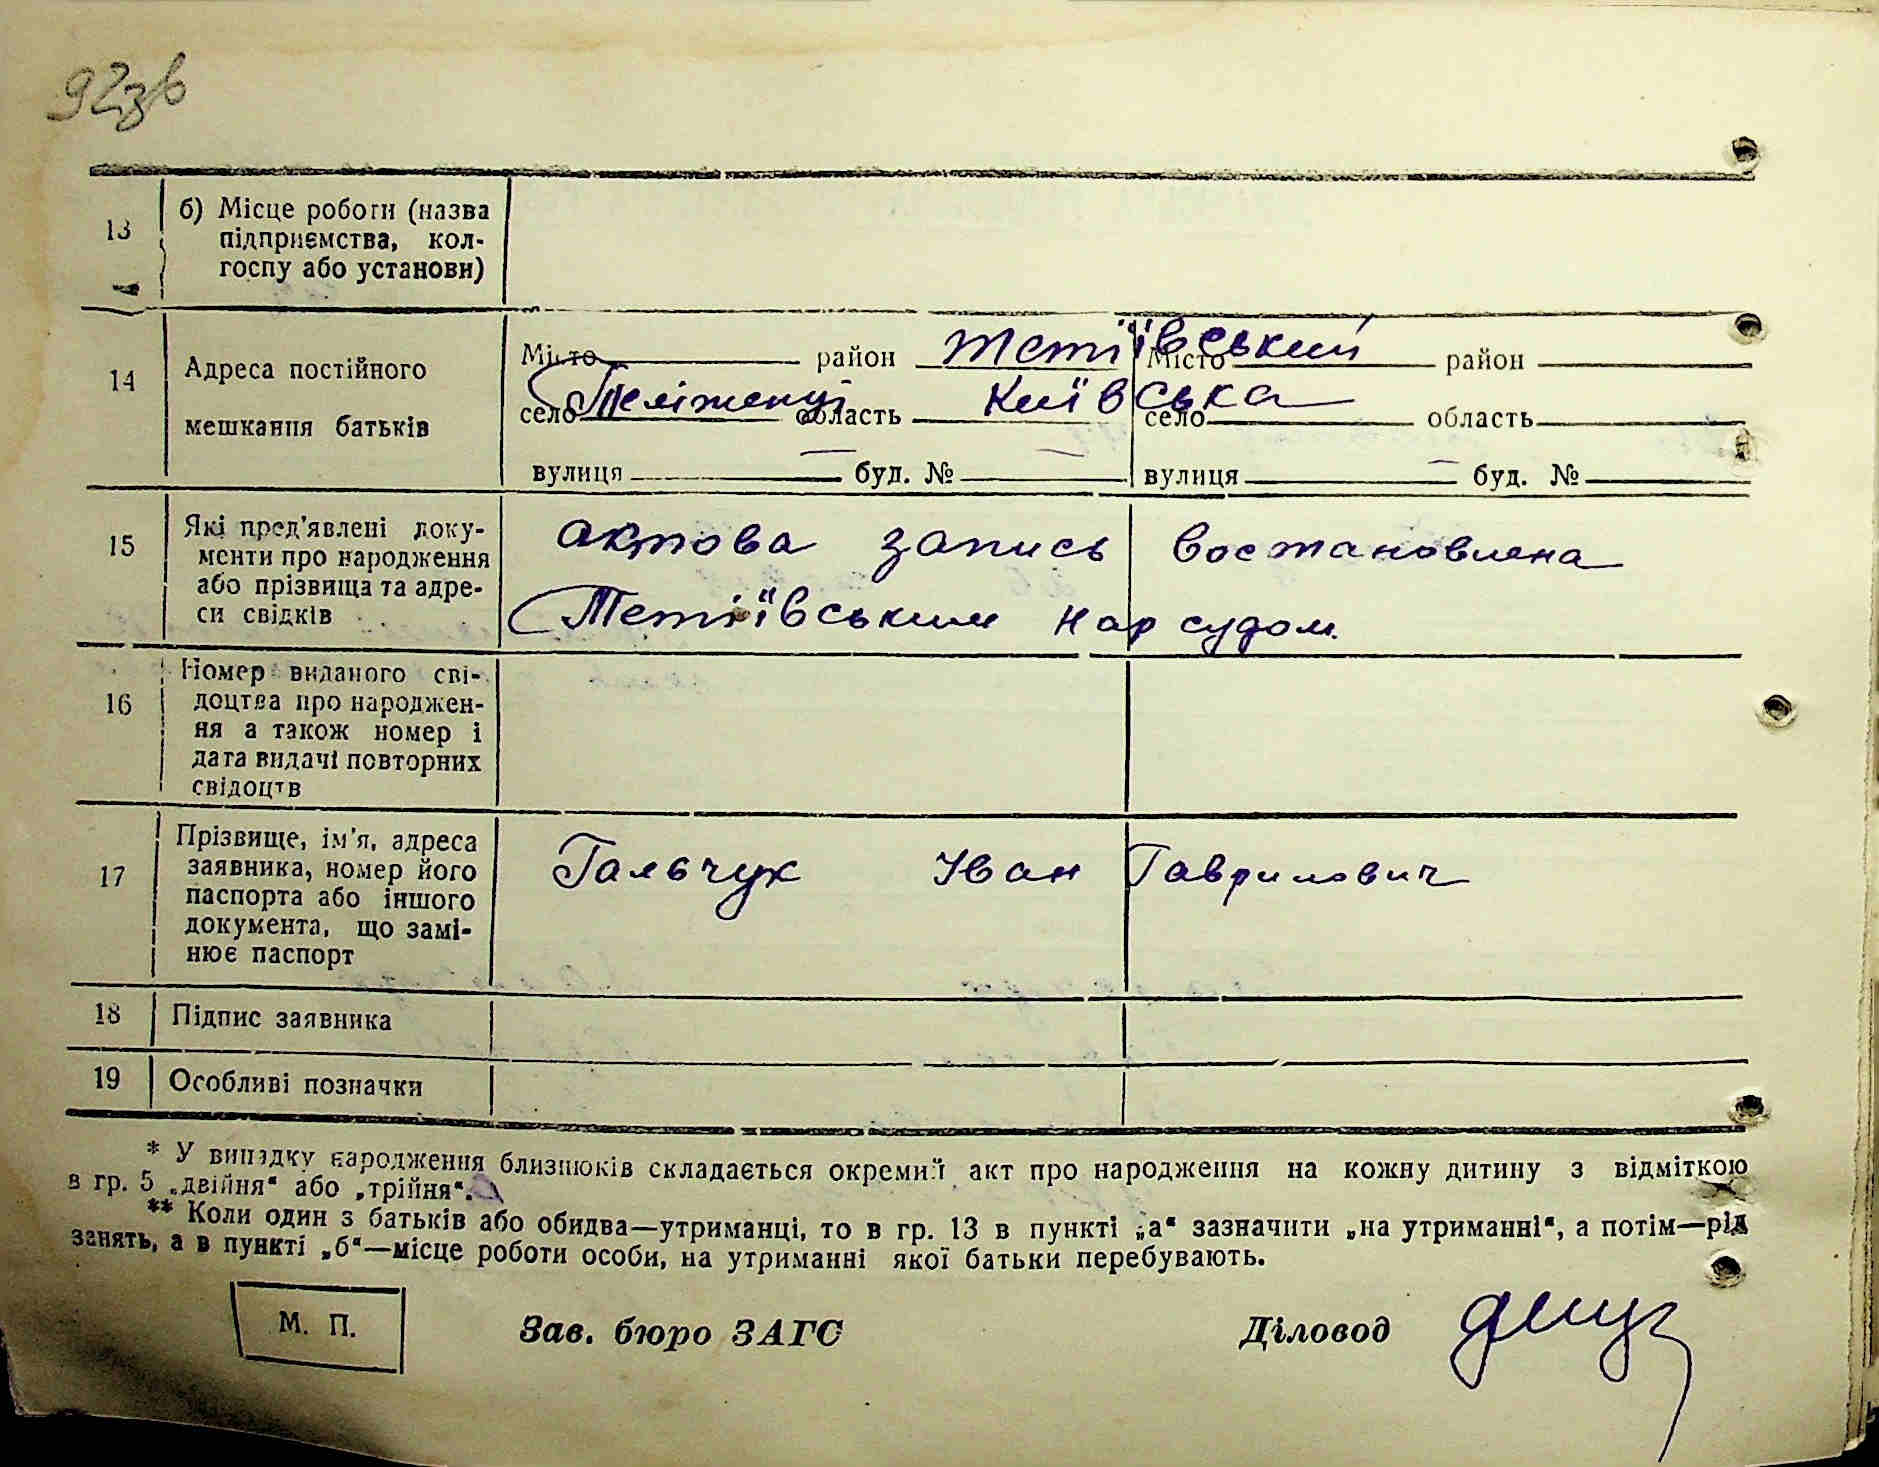 92зв
13 б) Місце роботи (назва
підприємства, кол-
госпу або установи)
14 Адреса постійного
мешкання батьків
Місто район Тетіївський Місто район
село Теліженці область Київська село область
вулиця — буд. № — вулиця — буд. №
15 Які пред'явлені доку-
менти про народження
або прізвища та адре-
си свідків
актова запись востановлена
Тетіївським нарсудом.
16 Номер виданого сві-
доцтва про народжен-
ня а також номер і
дата видачі повторних
свідоцтв
17 Прізвище, ім'я, адреса
заявника, номер його
паспорта або іншого
документа, що замі-
нює паспорт
Гальчук Іван Гаврилович
18 Підпис заявника
19 Особливі позначки
* У випадку народження близнюків складається окремий акт про народження на кожну дитину з відміткою
в гр. 5 „двійня“ або „трійня“.
** Коли один з батьків або обидва—утриманці, то в гр. 13 в пункті „а“ зазначити „на утриманні“, а потім—рід
занять, а в пункті „б“—місце роботи особи, на утриманні якої батьки перебувають.
М. П. Зав. бюро ЗАГС Діловод